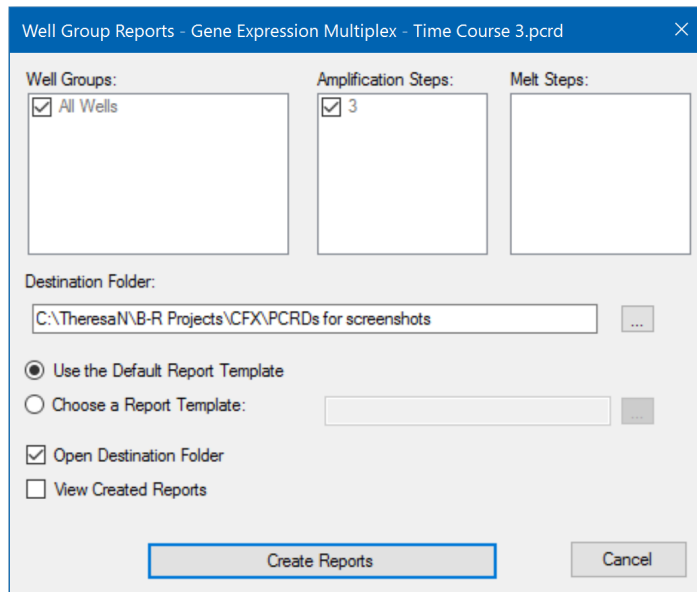 Well Group Reports - Gene Expression Multiplex - Time Course 3.pcrd
Well Groups:
Amplification Steps:
Melt Steps:
All Wells
3
Destination Folder:
C:\TheresaN\B-R Projects\CFX\PCRDs for screenshots
...
Use the Default Report Template
Choose a Report Template:
...
Open Destination Folder
View Created Reports
Create Reports
Cancel